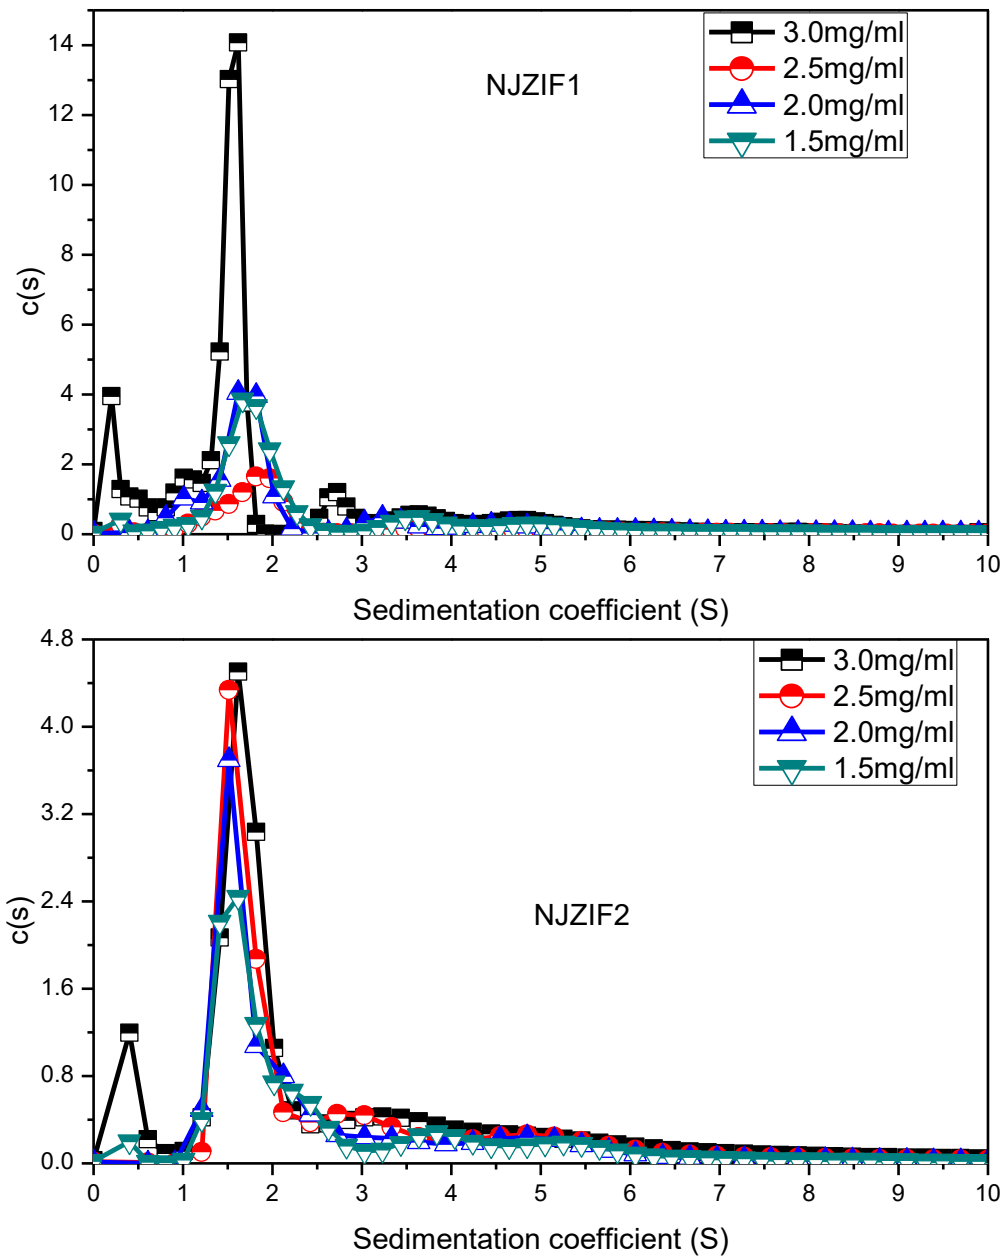 14
12
10
8
6
4
2
0
c(s)
NJZIF1
3.0mg/ml
2.5mg/ml
2.0mg/ml
1.5mg/ml
0 1 2 3 4 5 6 7 8 9 10
Sedimentation coefficient (S)
4.8
4.0
3.2
2.4
1.6
0.8
0.0
c(s)
NJZIF2
3.0mg/ml
2.5mg/ml
2.0mg/ml
1.5mg/ml
0 1 2 3 4 5 6 7 8 9 10
Sedimentation coefficient (S)